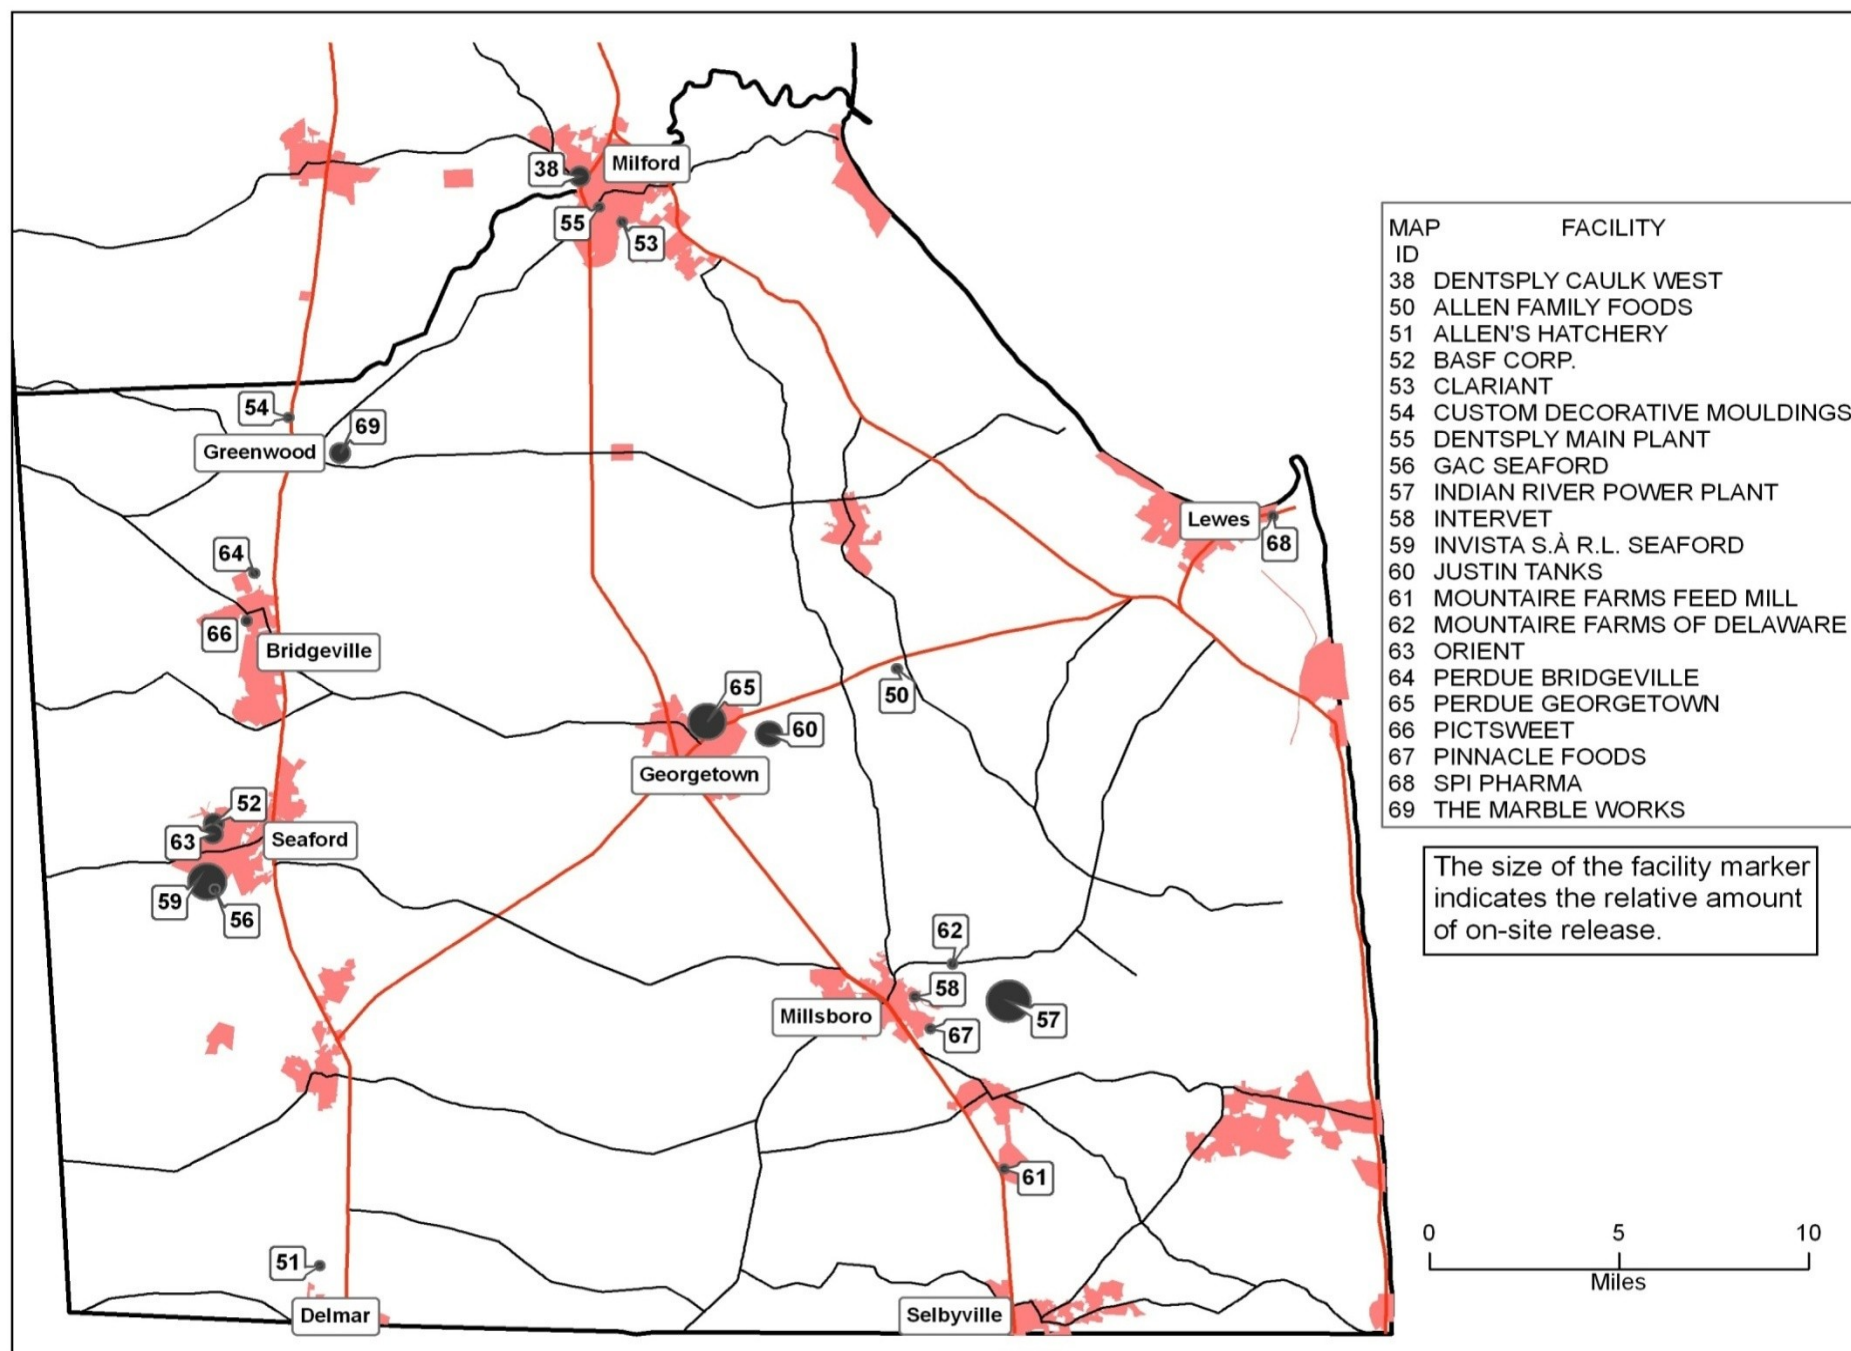 38
Milford
55
53
54
69
Greenwood
Lewes
68
64
66
Bridgeville
65
50
60
Georgetown
52
63
Seaford
59
56
62
58
Millsboro
57
67
61
51
Delmar
Selbyville
MAP FACILITY
ID
38 DENTSPLY CAULK WEST
50 ALLEN FAMILY FOODS
51 ALLEN'S HATCHERY
52 BASF CORP.
53 CLARIANT
54 CUSTOM DECORATIVE MOULDINGS
55 DENTSPLY MAIN PLANT
56 GAC SEAFORD
57 INDIAN RIVER POWER PLANT
58 INTERVET
59 INVISTA S.À R.L. SEAFORD
60 JUSTIN TANKS
61 MOUNTAIRE FARMS FEED MILL
62 MOUNTAIRE FARMS OF DELAWARE
63 ORIENT
64 PERDUE BRIDGEVILLE
65 PERDUE GEORGETOWN
66 PICTSWEET
67 PINNACLE FOODS
68 SPI PHARMA
69 THE MARBLE WORKS
The size of the facility marker
indicates the relative amount
of on-site release.
0 5 10
Miles